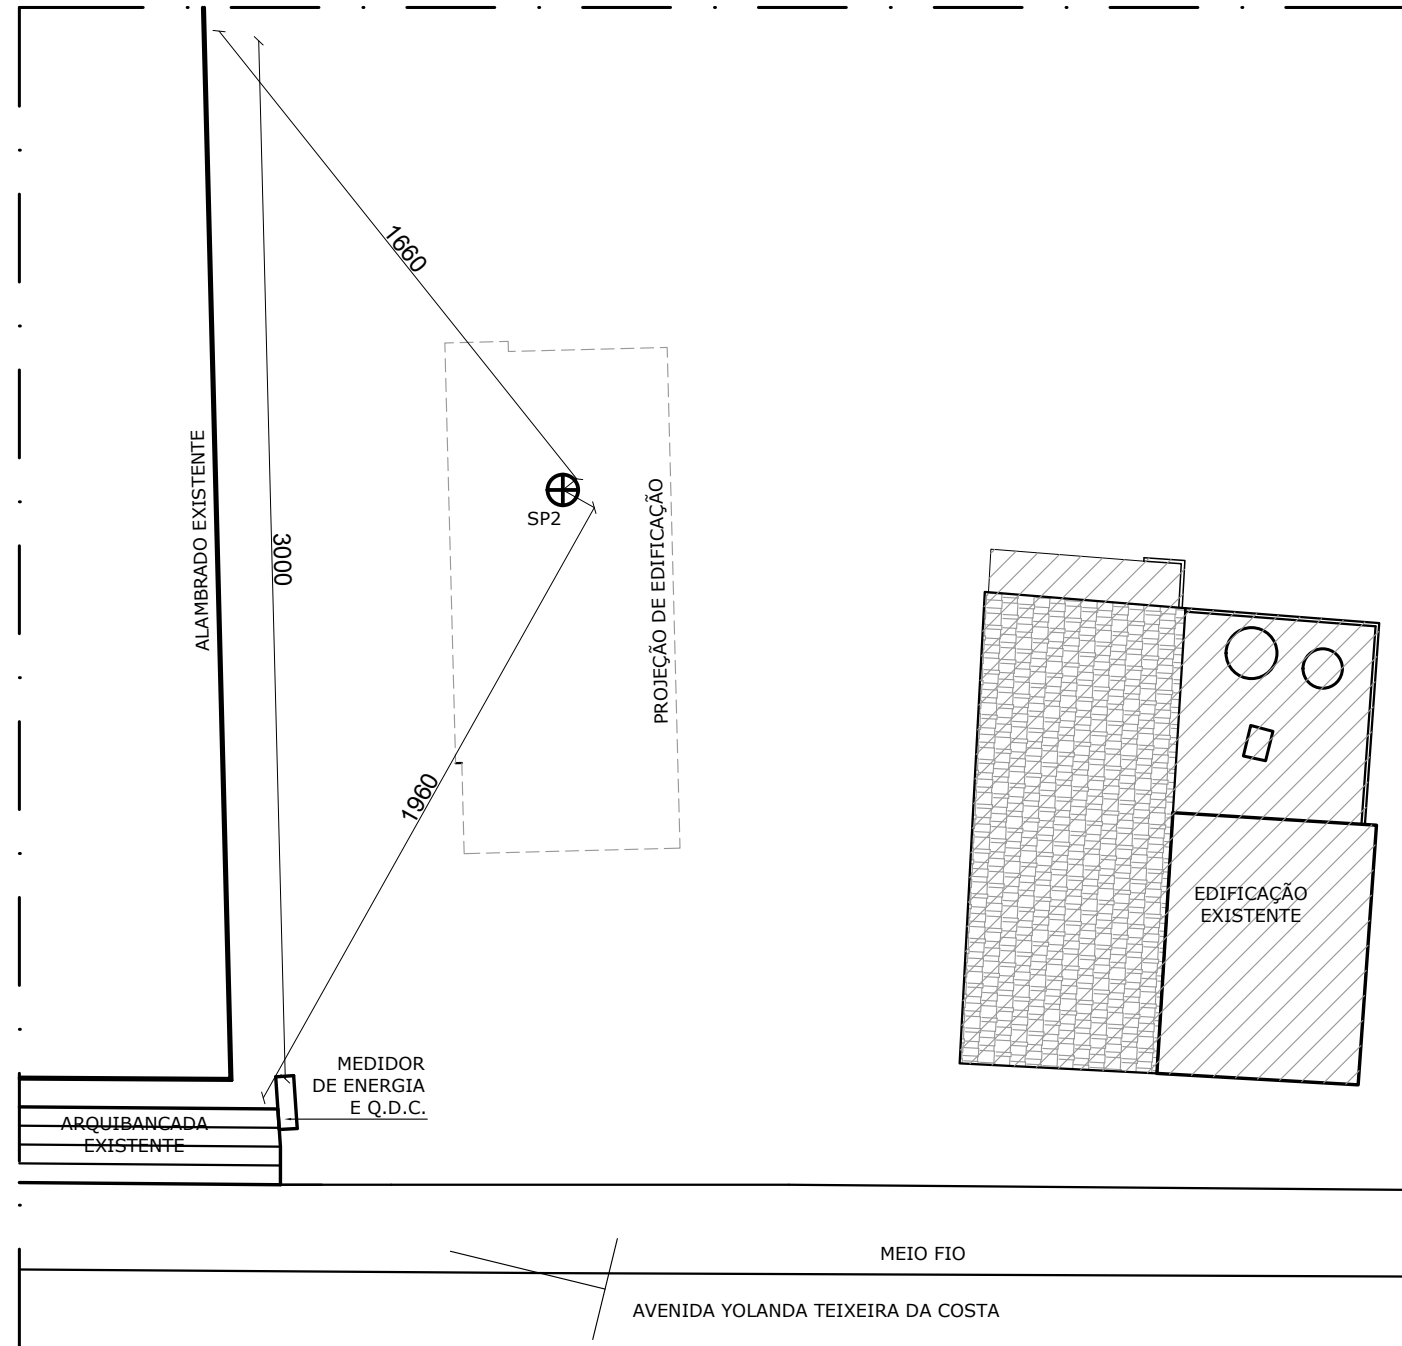 1660
ALAMBRADO EXISTENTE
3000
SP2
PROJEÇÃO DE EDIFICAÇÃO
1960
EDIFICAÇÃO
EXISTENTE
MEDIDOR
DE ENERGIA
E Q.D.C.
ARQUIBANCADA
EXISTENTE
MEIO FIO
AVENIDA YOLANDA TEIXEIRA DA COSTA